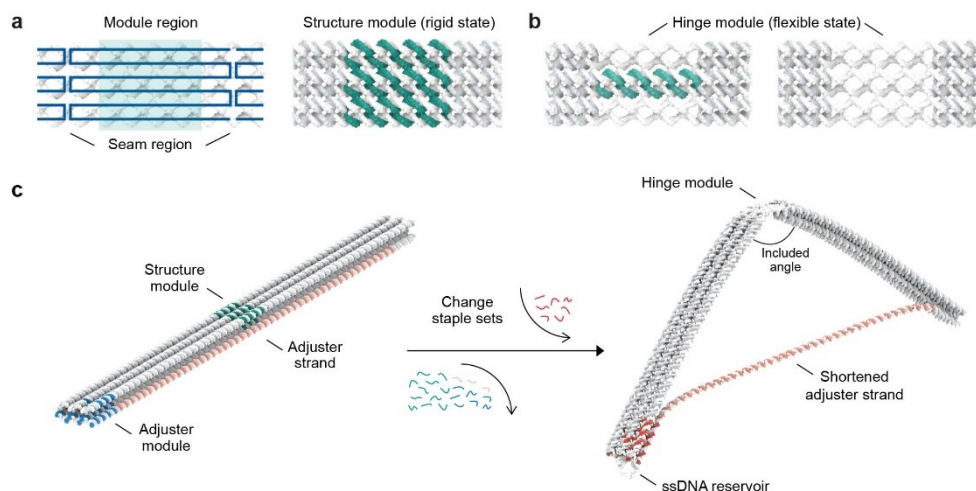 a
Module region
Seam region
Structure module (rigid state)
b
Hinge module (flexible state)
c
Structure
module
Adjuster
strand
Adjuster
module
Change
staple sets
Hinge module
Included
angle
Shortened
adjuster strand
ssDNA reservoir